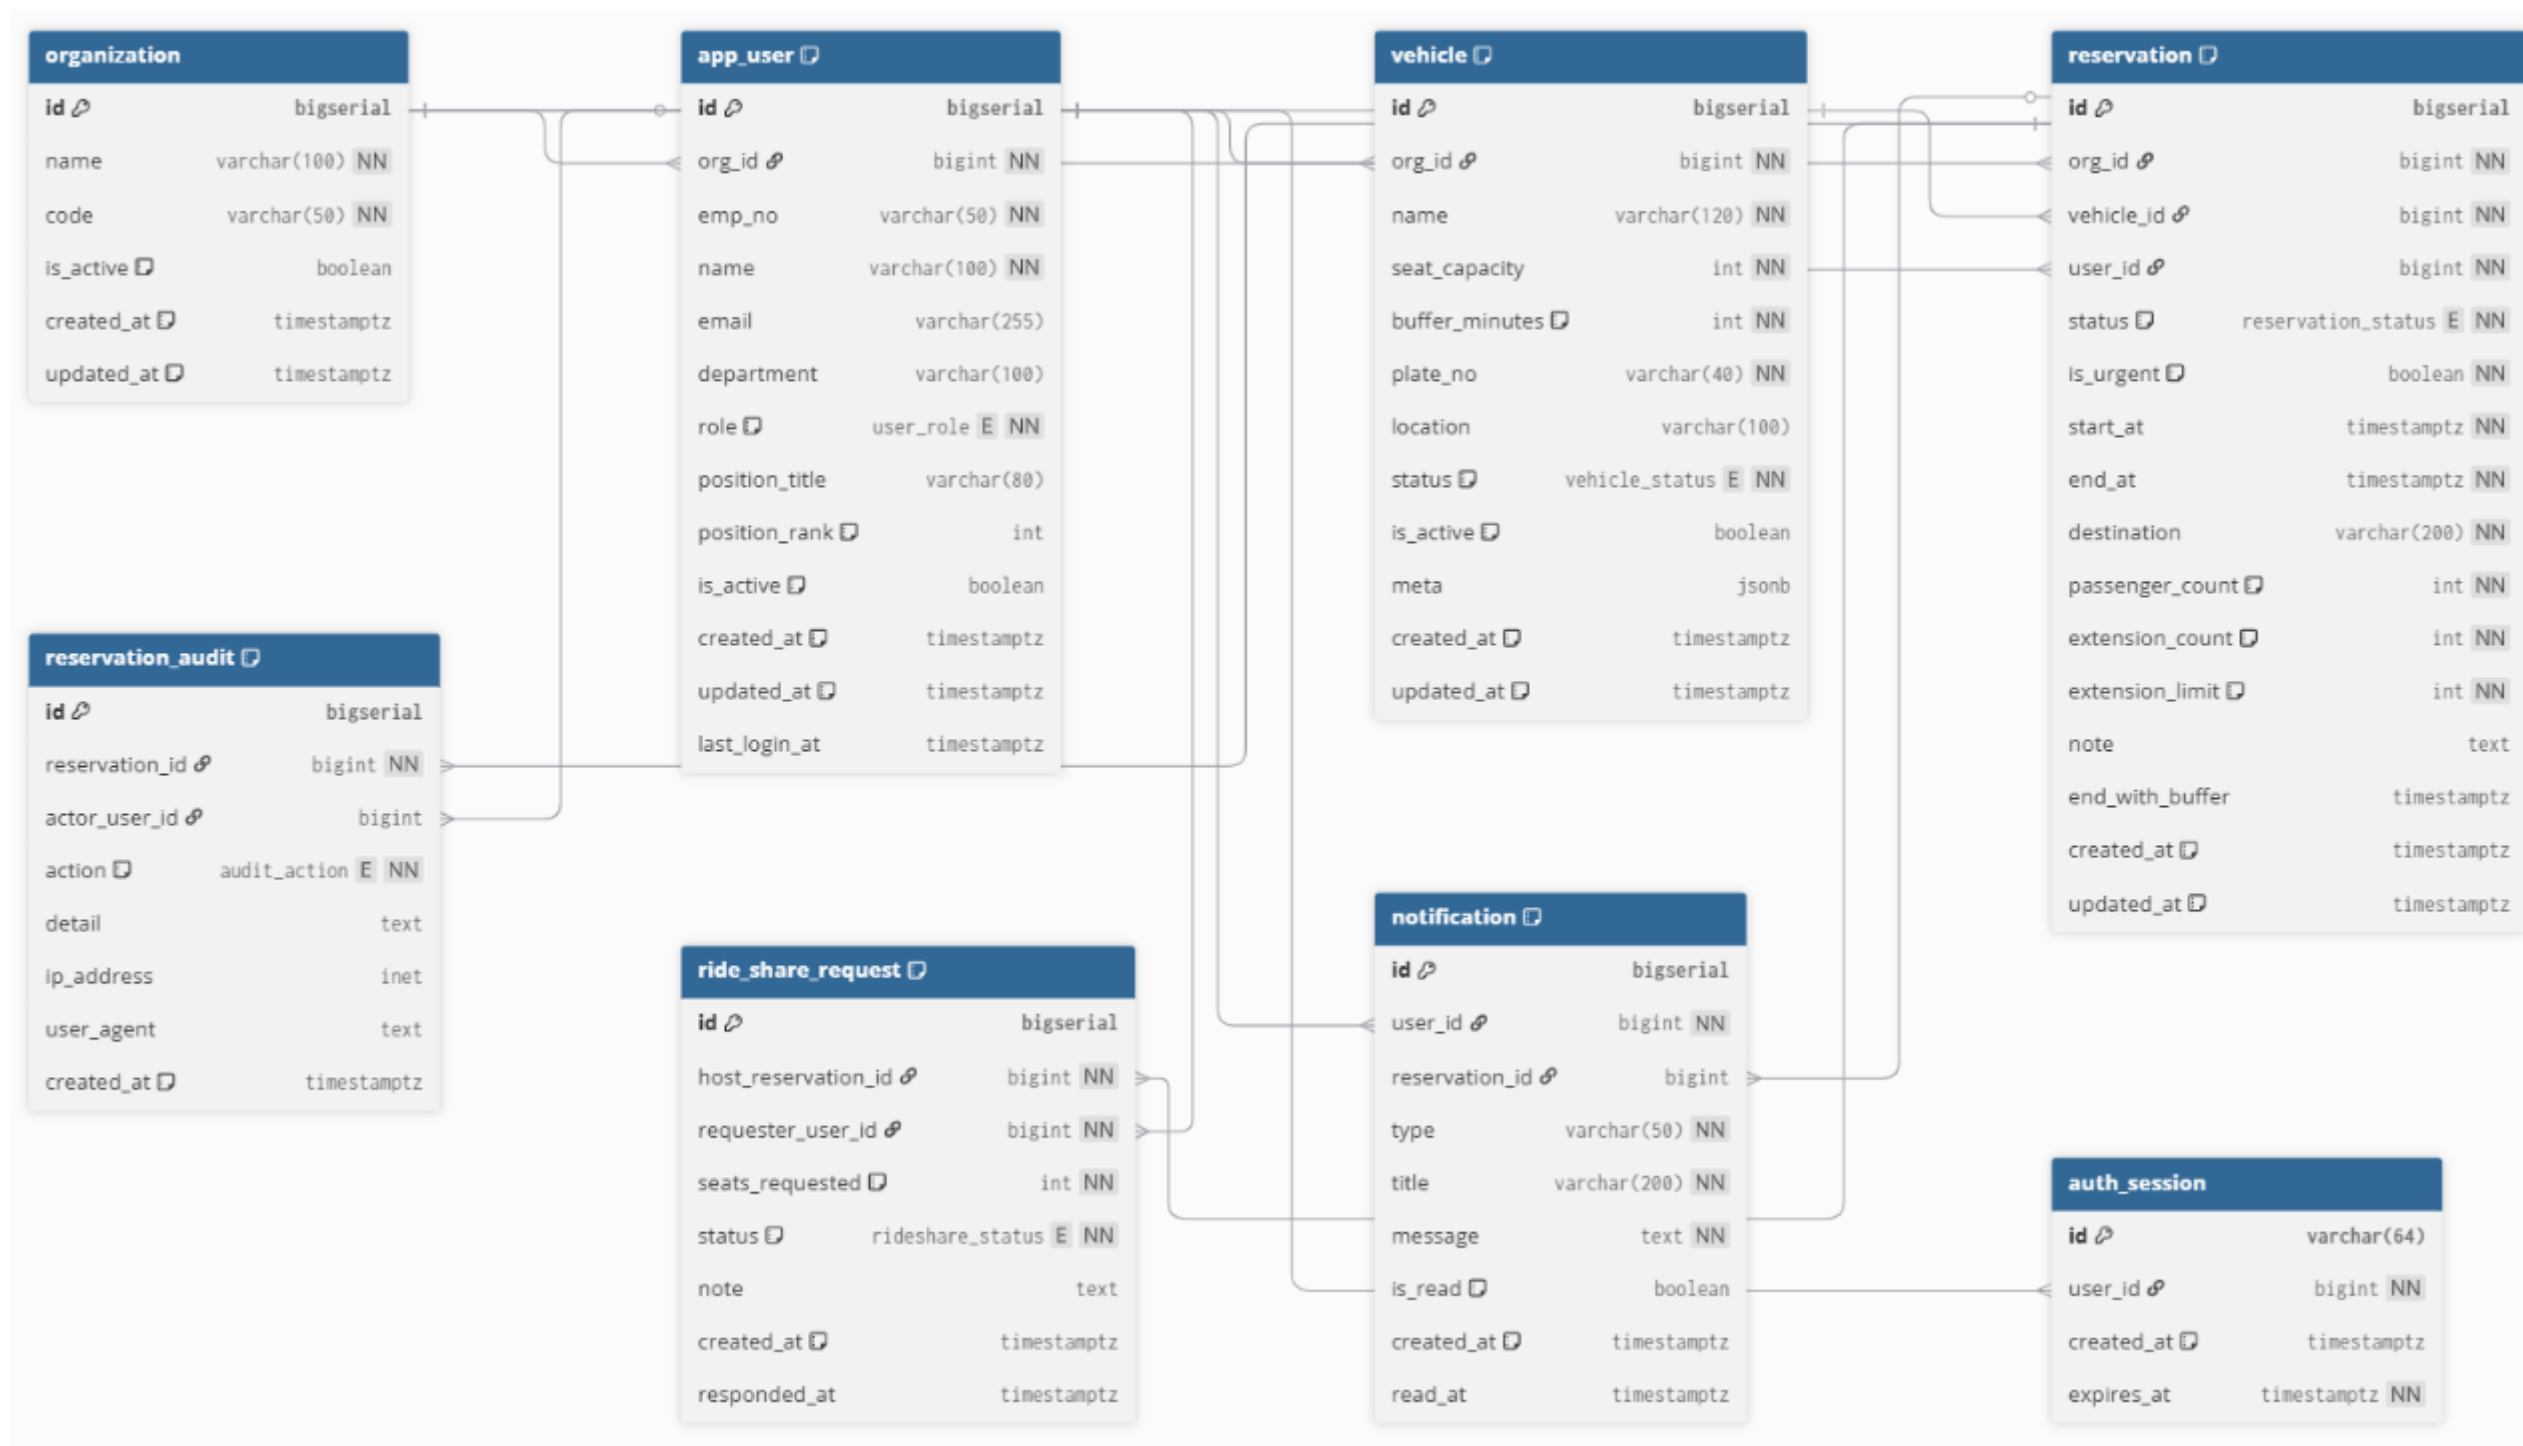 organization
id bigserial
name varchar(100) NN
code varchar(50) NN
is_active boolean
created_at timestamptz
updated_at timestamptz
app_user
id bigserial
org_id bigint NN
emp_no varchar(50) NN
name varchar(100) NN
email varchar(255)
department varchar(100)
role user_role E NN
position_title varchar(80)
position_rank int
is_active boolean
created_at timestamptz
updated_at timestamptz
last_login_at timestamptz
vehicle
id bigserial
org_id bigint NN
name varchar(120) NN
seat_capacity int NN
buffer_minutes int NN
plate_no varchar(40) NN
location varchar(100)
status vehicle_status E NN
is_active boolean
meta jsonb
created_at timestamptz
updated_at timestamptz
reservation
id bigserial
org_id bigint NN
vehicle_id bigint NN
user_id bigint NN
status reservation_status E NN
is_urgent boolean NN
start_at timestamptz NN
end_at timestamptz NN
destination varchar(200) NN
passenger_count int NN
extension_count int NN
extension_limit int NN
note text
end_with_buffer timestamptz
created_at timestamptz
updated_at timestamptz
reservation_audit
id bigserial
reservation_id bigint NN
actor_user_id bigint
action audit_action E NN
detail text
ip_address inet
user_agent text
created_at timestamptz
ride_share_request
id bigserial
host_reservation_id bigint NN
requester_user_id bigint NN
seats_requested int NN
status rideshare_status E NN
note text
created_at timestamptz
responded_at timestamptz
notification
id bigserial
user_id bigint NN
reservation_id bigint
type varchar(50) NN
title varchar(200) NN
message text NN
is_read boolean
created_at timestamptz
read_at timestamptz
auth_session
id varchar(64)
user_id bigint NN
created_at timestamptz
expires_at timestamptz NN